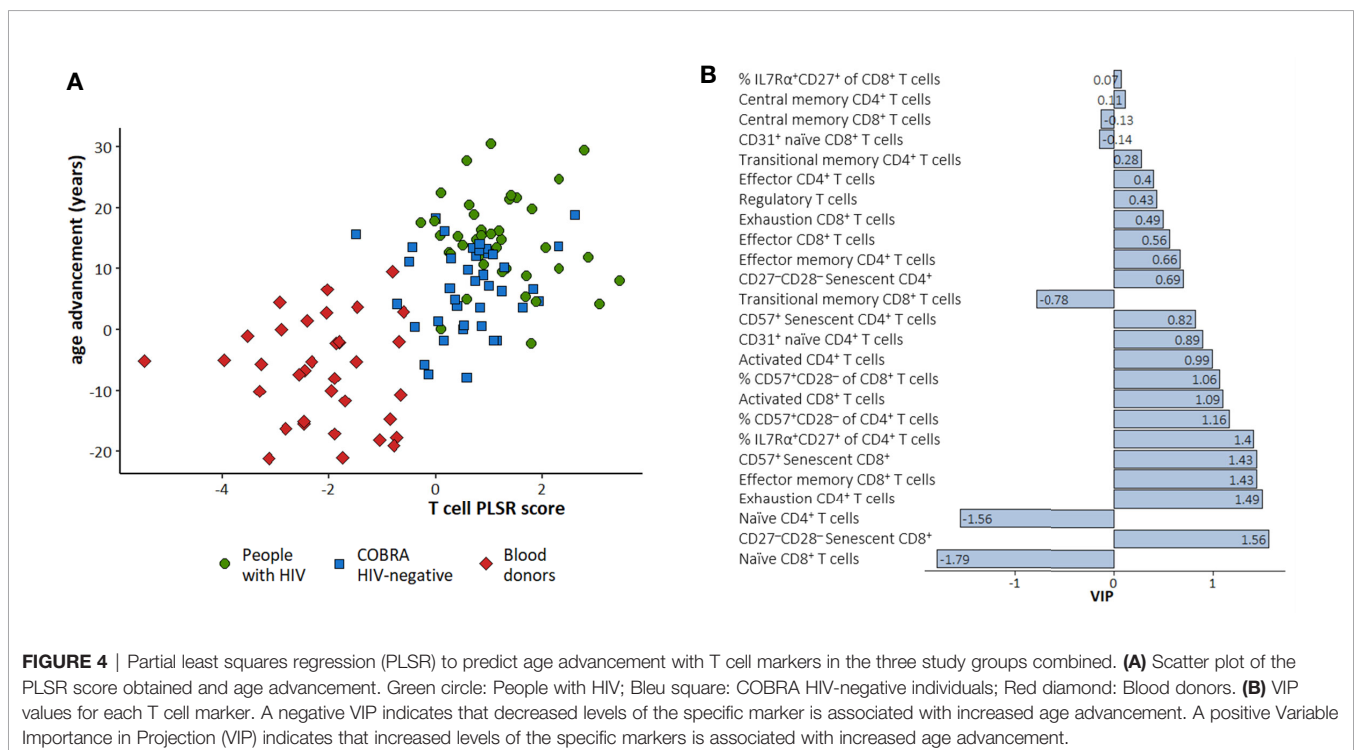 A
age advancement (years)
30
20
10
0
-10
-20
-4
-2
0
2
T cell PLSR score
People
with HIV
COBRA
HIV-negative
Blood
donors
B
% IL7Rα⁺CD27⁺ of CD8⁺ T cells 0.07
Central memory CD4⁺ T cells 0.11
Central memory CD8⁺ T cells -0.13
CD31⁺ naïve CD8⁺ T cells -0.14
Transitional memory CD4⁺ T cells 0.28
Effector CD4⁺ T cells 0.4
Regulatory T cells 0.43
Exhaustion CD8⁺ T cells 0.49
Effector CD8⁺ T cells 0.56
Effector memory CD4⁺ T cells 0.66
CD27⁻CD28⁻ Senescent CD4⁺ 0.69
Transitional memory CD8⁺ T cells -0.78
CD57⁺ Senescent CD4⁺ T cells 0.82
CD31⁺ naïve CD4⁺ T cells 0.89
Activated CD4⁺ T cells 0.99
% CD57⁺CD28⁻ of CD8⁺ T cells 1.06
Activated CD8⁺ T cells 1.09
% CD57⁺CD28⁻ of CD4⁺ T cells 1.16
% IL7Rα⁺CD27⁺ of CD4⁺ T cells 1.4
CD57⁺ Senescent CD8⁺ 1.43
Effector memory CD8⁺ T cells 1.43
Exhaustion CD4⁺ T cells 1.49
Naïve CD4⁺ T cells -1.56
CD27⁻CD28⁻ Senescent CD8⁺ 1.56
Naïve CD8⁺ T cells -1.79
-1 0 1
VIP
FIGURE 4 | Partial least squares regression (PLSR) to predict age advancement with T cell markers in the three study groups combined. (A) Scatter plot of the
PLSR score obtained and age advancement. Green circle: People with HIV; Bleu square: COBRA HIV-negative individuals; Red diamond: Blood donors. (B) VIP
values for each T cell marker. A negative VIP indicates that decreased levels of the specific marker is associated with increased age advancement. A positive Variable
Importance in Projection (VIP) indicates that increased levels of the specific markers is associated with increased age advancement.